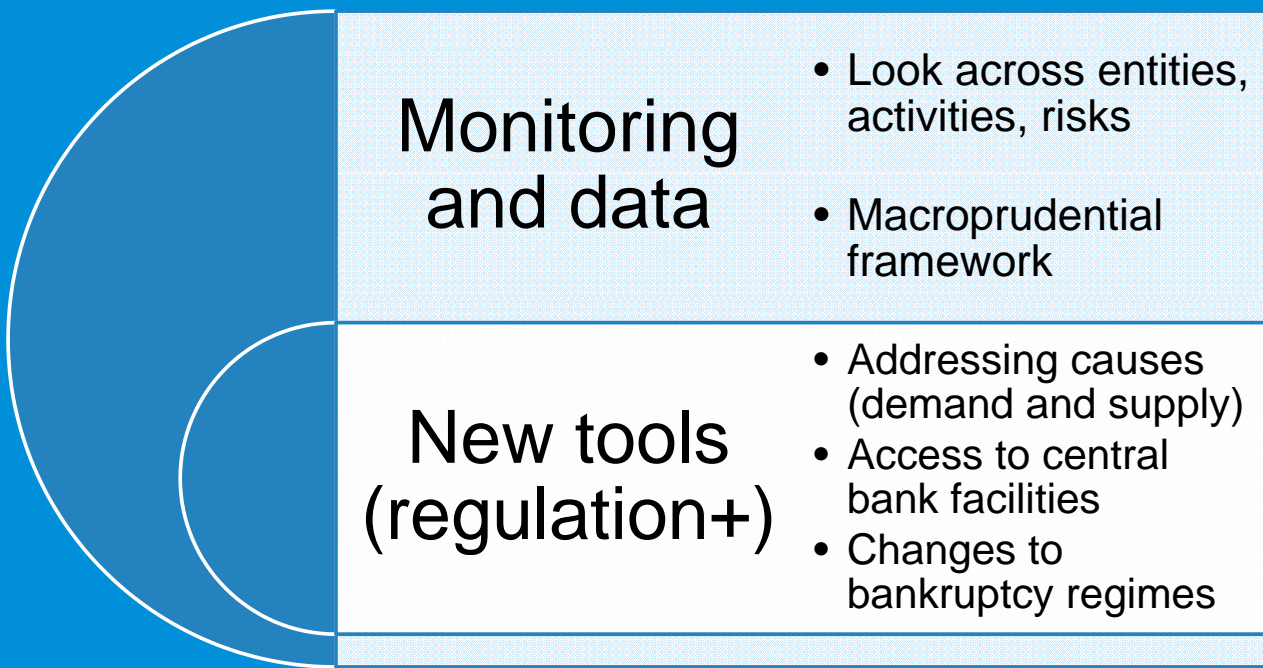 Monitoring
and data
• Look across entities,
activities, risks
• Macroprudential
framework
New tools
(regulation+)
• Addressing causes
(demand and supply)
• Access to central
bank facilities
• Changes to
bankruptcy regimes